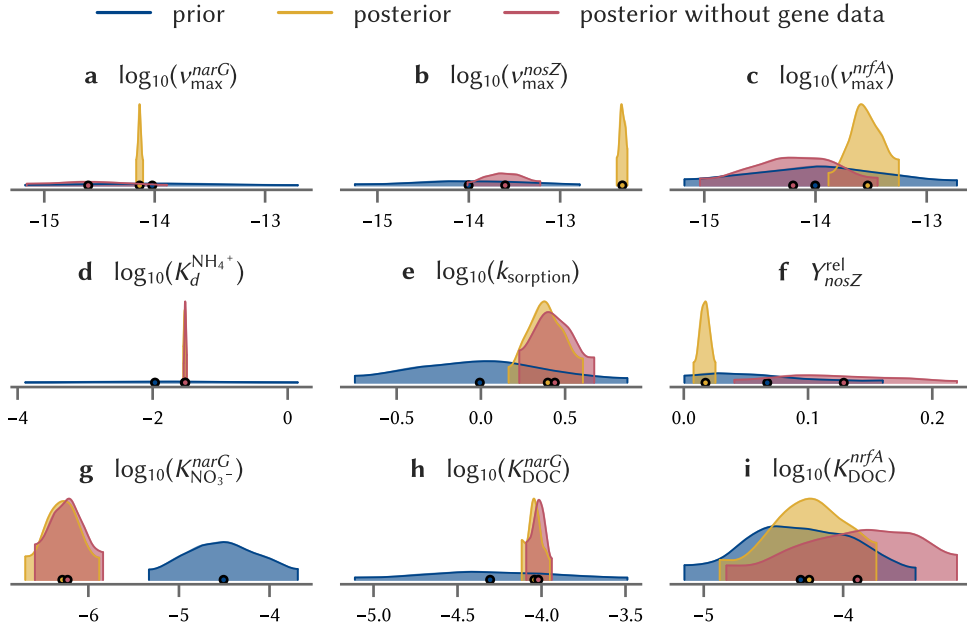 prior posterior posterior without gene data
a log₁₀(v_max^narG) b log₁₀(v_max^nosZ) c log₁₀(v_max^nrfA)
−15 −14 −13 −15 −14 −13 −15 −14 −13
d log₁₀(K_d^NH₄⁺) e log₁₀(k_sorption) f Y_nosZ^rel
−4 −2 0 −0.5 0.0 0.5 0.0 0.1 0.2
g log₁₀(K_NO₃⁻^narG) h log₁₀(K_DOC^narG) i log₁₀(K_DOC^nrfA)
−6 −5 −4 −5.0 −4.5 −4.0 −3.5 −5 −4